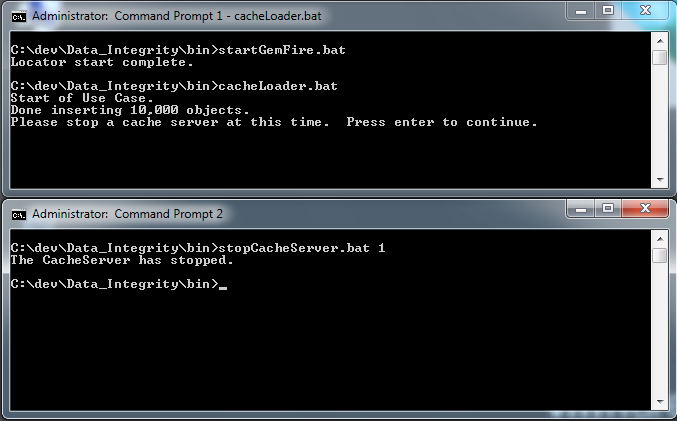 Administrator: Command Prompt 1 - cacheLoader.bat
C:\dev\Data_Integrity\bin>startGemFire.bat
Locator start complete.
C:\dev\Data_Integrity\bin>cacheLoader.bat
Start of Use Case.
Done inserting 10,000 objects.
Please stop a cache server at this time.  Press enter to continue.
Administrator: Command Prompt 2
C:\dev\Data_Integrity\bin>stopCacheServer.bat 1
The CacheServer has stopped.
C:\dev\Data_Integrity\bin>_